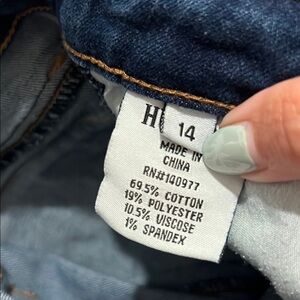 H
14
MADE IN
CHINA
RN#140977
69.5% COTTON
19% POLYESTER
10.5% VISCOSE
1% SPANDEX